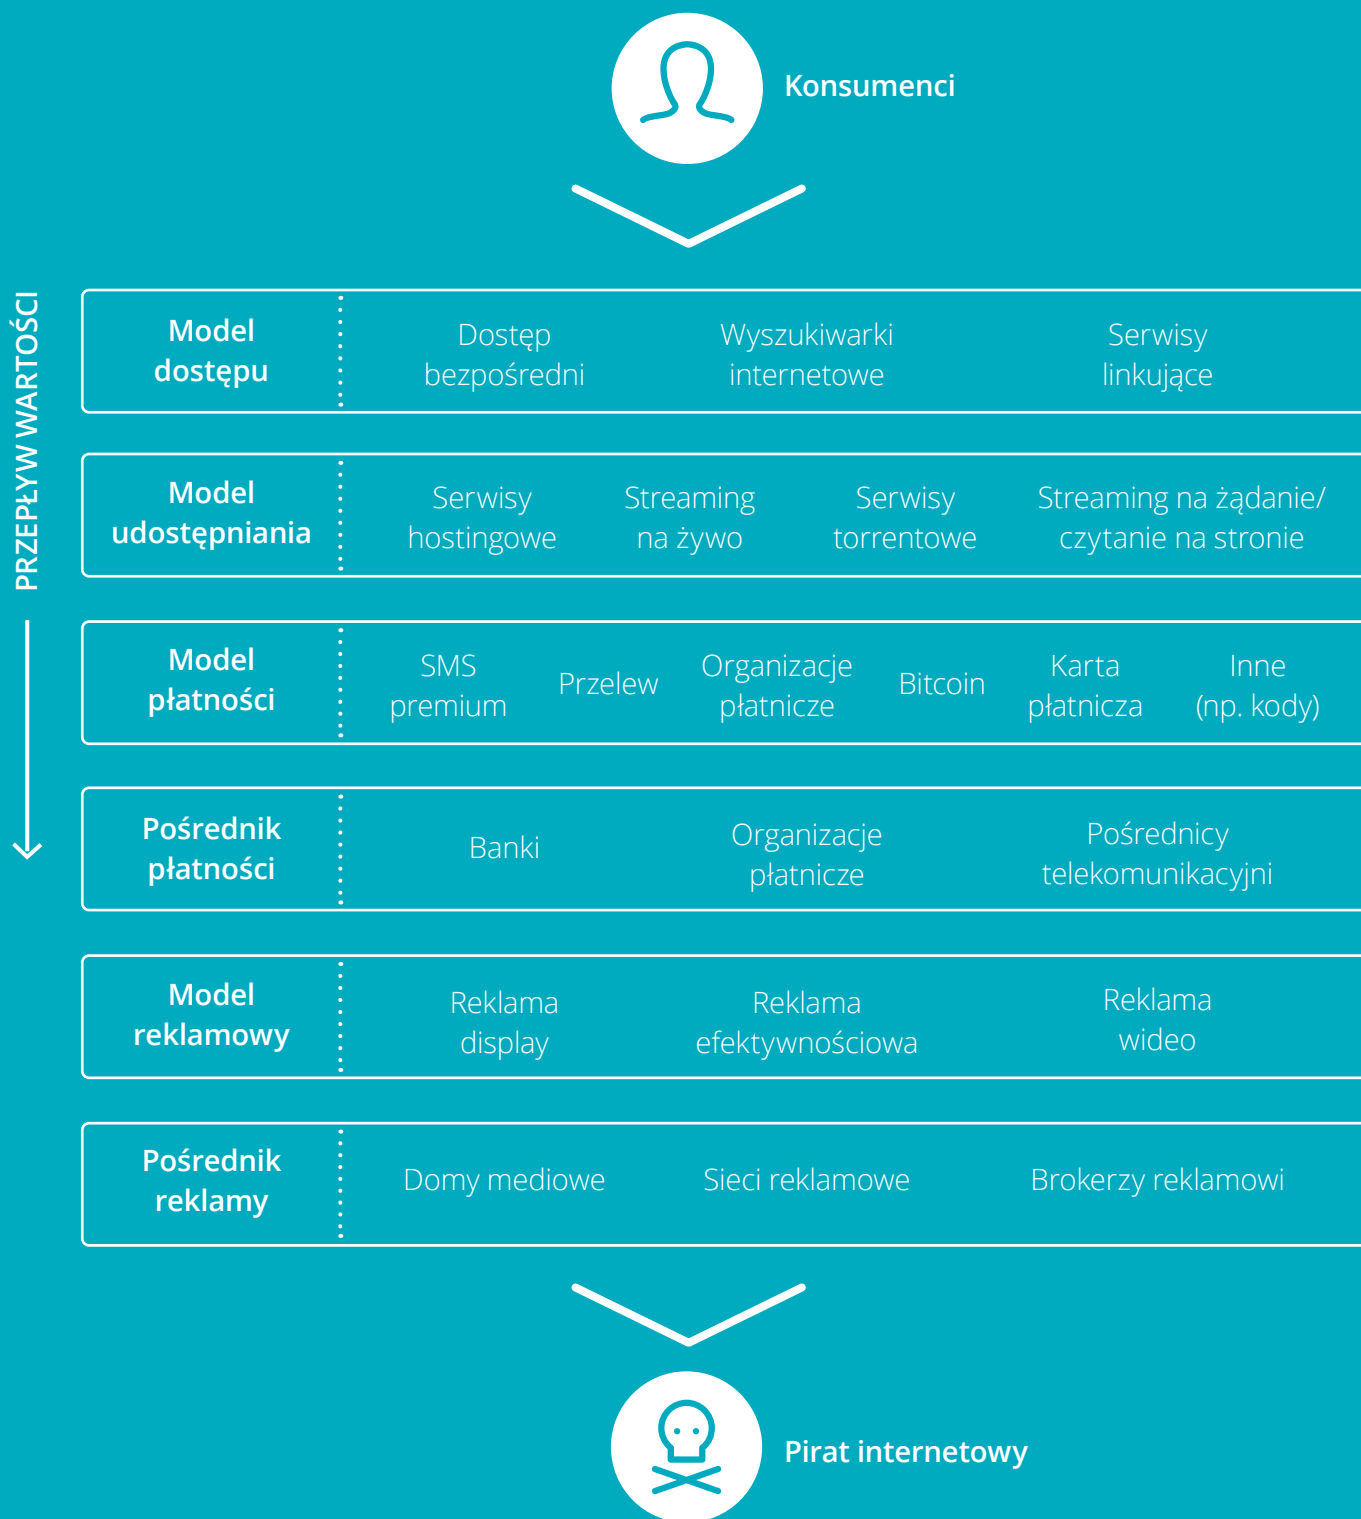 Konsumenci
PRZEPŁYW WARTOŚCI
Model
dostępu
Dostęp
bezpośredni
Wyszukiwarki
internetowe
Serwisy
linkujące
Model
udostępniania
Serwisy
hostingowe
Streaming
na żywo
Serwisy
torrentowe
Streaming na żądanie/
czytanie na stronie
Model
płatności
SMS
premium
Przelew
Organizacje
płatnicze
Bitcoin
Karta
płatnicza
Inne
(np. kody)
Pośrednik
płatności
Banki
Organizacje
płatnicze
Pośrednicy
telekomunikacyjni
Model
reklamowy
Reklama
display
Reklama
efektywnościowa
Reklama
wideo
Pośrednik
reklamy
Domy mediowe
Sieci reklamowe
Brokerzy reklamowi
Pirat internetowy